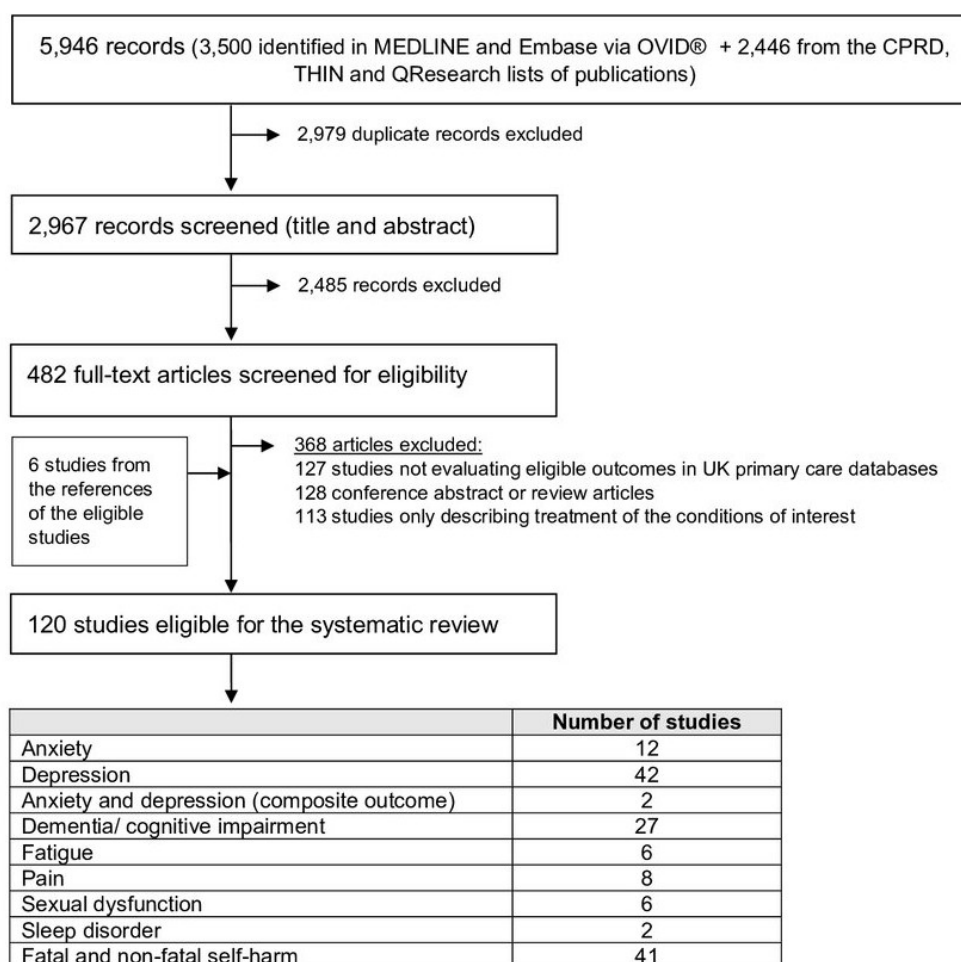 5,946 records (3,500 identified in MEDLINE and Embase via OVID® + 2,446 from the CPRD,
THIN and QResearch lists of publications)
2,979 duplicate records excluded
2,967 records screened (title and abstract)
2,485 records excluded
482 full-text articles screened for eligibility
6 studies from
the references
of the eligible
studies
368 articles excluded:
127 studies not evaluating eligible outcomes in UK primary care databases
128 conference abstract or review articles
113 studies only describing treatment of the conditions of interest
120 studies eligible for the systematic review
Number of studies
Anxiety 12
Depression 42
Anxiety and depression (composite outcome) 2
Dementia/ cognitive impairment 27
Fatigue 6
Pain 8
Sexual dysfunction 6
Sleep disorder 2
Fatal and non-fatal self-harm 41